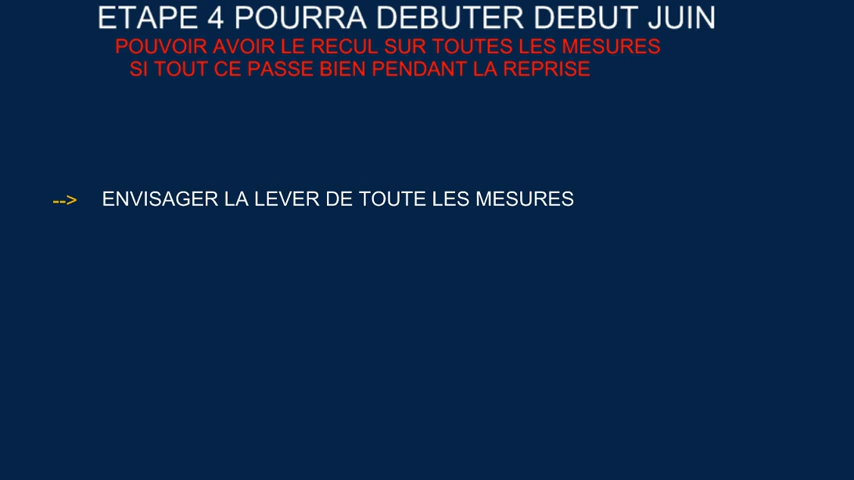 ETAPE 4 POURRA DEBUTER DEBUT JUIN
POUVOIR AVOIR LE RECUL SUR TOUTES LES MESURES
SI TOUT CE PASSE BIEN PENDANT LA REPRISE
--> ENVISAGER LA LEVER DE TOUTE LES MESURES